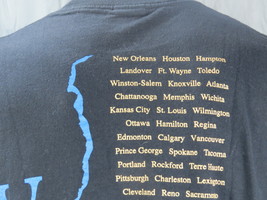 New Orleans Houston Hampton
Landover Ft. Wayne Toledo
Winston-Salem Knoxville Atlanta
Chattanooga Memphis Wichita
Kansas City St. Louis Wilmington
Ottawa Hamilton Regina
Edmonton Calgary Vancouver
Prince George Spokane Tacoma
Portland Rockford Terre Haute
Pittsburgh Charleston Lexington
Cleveland Reno Sacramento